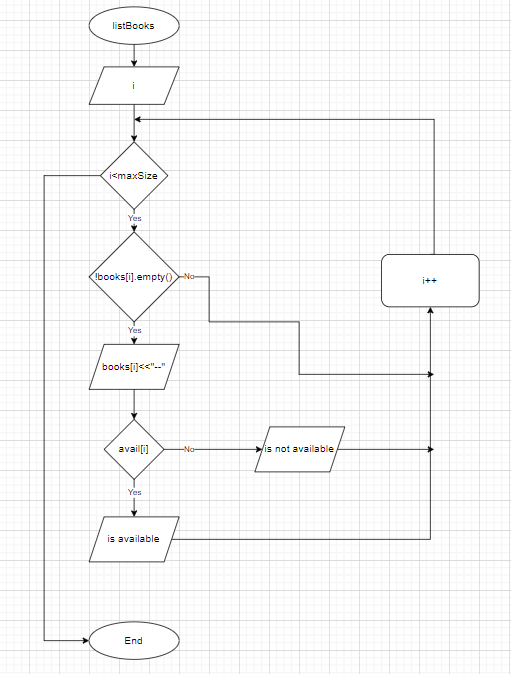 listBooks
i
i<maxSize
Yes
!books[i].empty()
No
i++
Yes
books[i]<<"--"
avail[i]
No
is not available
Yes
is available
End